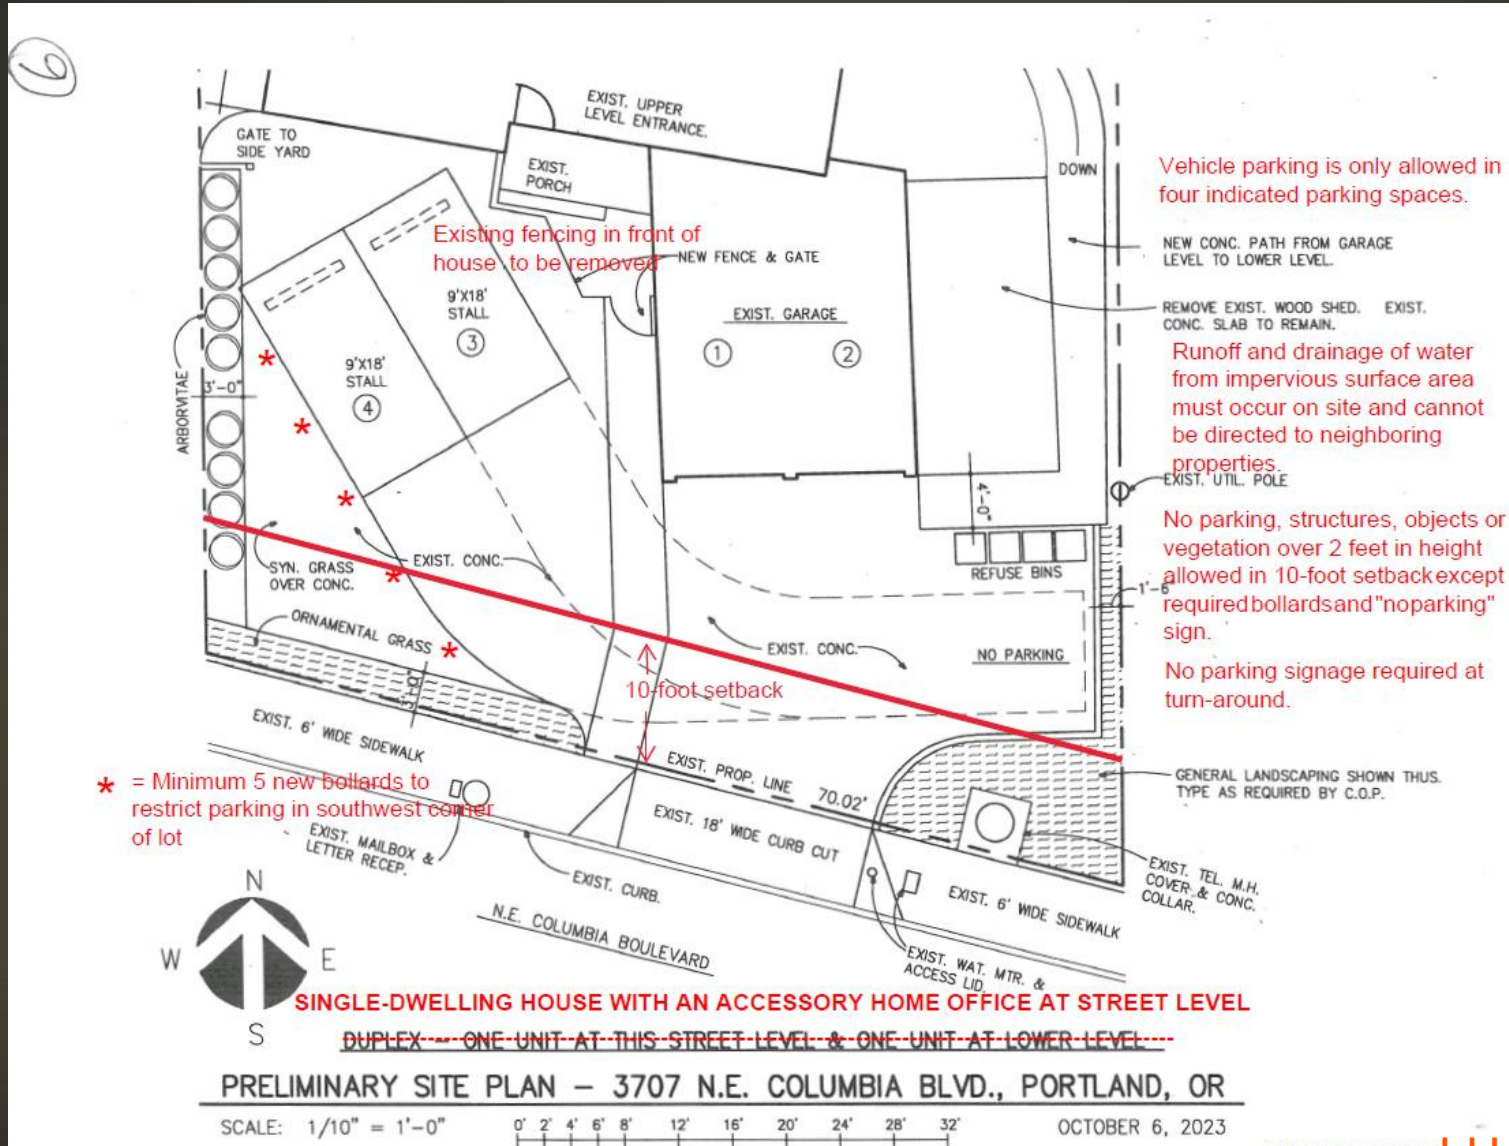 6
EXIST. UPPER
LEVEL ENTRANCE.
GATE TO
SIDE YARD
EXIST.
PORCH
DOWN
Vehicle parking is only allowed in
four indicated parking spaces.
Existing fencing in front of
house to be removed
NEW FENCE & GATE
NEW CONC. PATH FROM GARAGE
LEVEL TO LOWER LEVEL.
9'X18'
STALL
3
EXIST. GARAGE
1
2
REMOVE EXIST. WOOD SHED. EXIST.
CONC. SLAB TO REMAIN.
9'X18'
STALL
4
*
*
*
*
*
ARBORVITAE
3'-0"
Runoff and drainage of water
from impervious surface area
must occur on site and cannot
be directed to neighboring
properties.
EXIST. UTIL. POLE
4'-0"
No parking, structures, objects or
vegetation over 2 feet in height
allowed in 10-foot setback except
required bollards and "no parking"
sign.
SYN. GRASS
OVER CONC.
EXIST. CONC.
REFUSE BINS
1'-6"
ORNAMENTAL GRASS
EXIST. CONC.
NO PARKING
No parking signage required at
turn-around.
10-foot setback
3'-0"
EXIST. 6' WIDE SIDEWALK
EXIST. PROP. LINE 70.02'
GENERAL LANDSCAPING SHOWN THUS.
TYPE AS REQUIRED BY C.O.P.
* = Minimum 5 new bollards to
restrict parking in southwest corner
of lot
EXIST. MAILBOX &
LETTER RECEP.
EXIST. 18' WIDE CURB CUT
EXIST. CURB.
EXIST. TEL. M.H.
COVER & CONC.
COLLAR.
EXIST. 6' WIDE SIDEWALK
N.E. COLUMBIA BOULEVARD
EXIST. WAT. MTR. &
ACCESS LID.
N
W
E
S
SINGLE-DWELLING HOUSE WITH AN ACCESSORY HOME OFFICE AT STREET LEVEL
DUPLEX - ONE UNIT AT THIS STREET LEVEL & ONE UNIT AT LOWER LEVEL
PRELIMINARY SITE PLAN - 3707 N.E. COLUMBIA BLVD., PORTLAND, OR
SCALE: 1/10" = 1'-0"
0' 2' 4' 6' 8' 12' 16' 20' 24' 28' 32'
OCTOBER 6, 2023